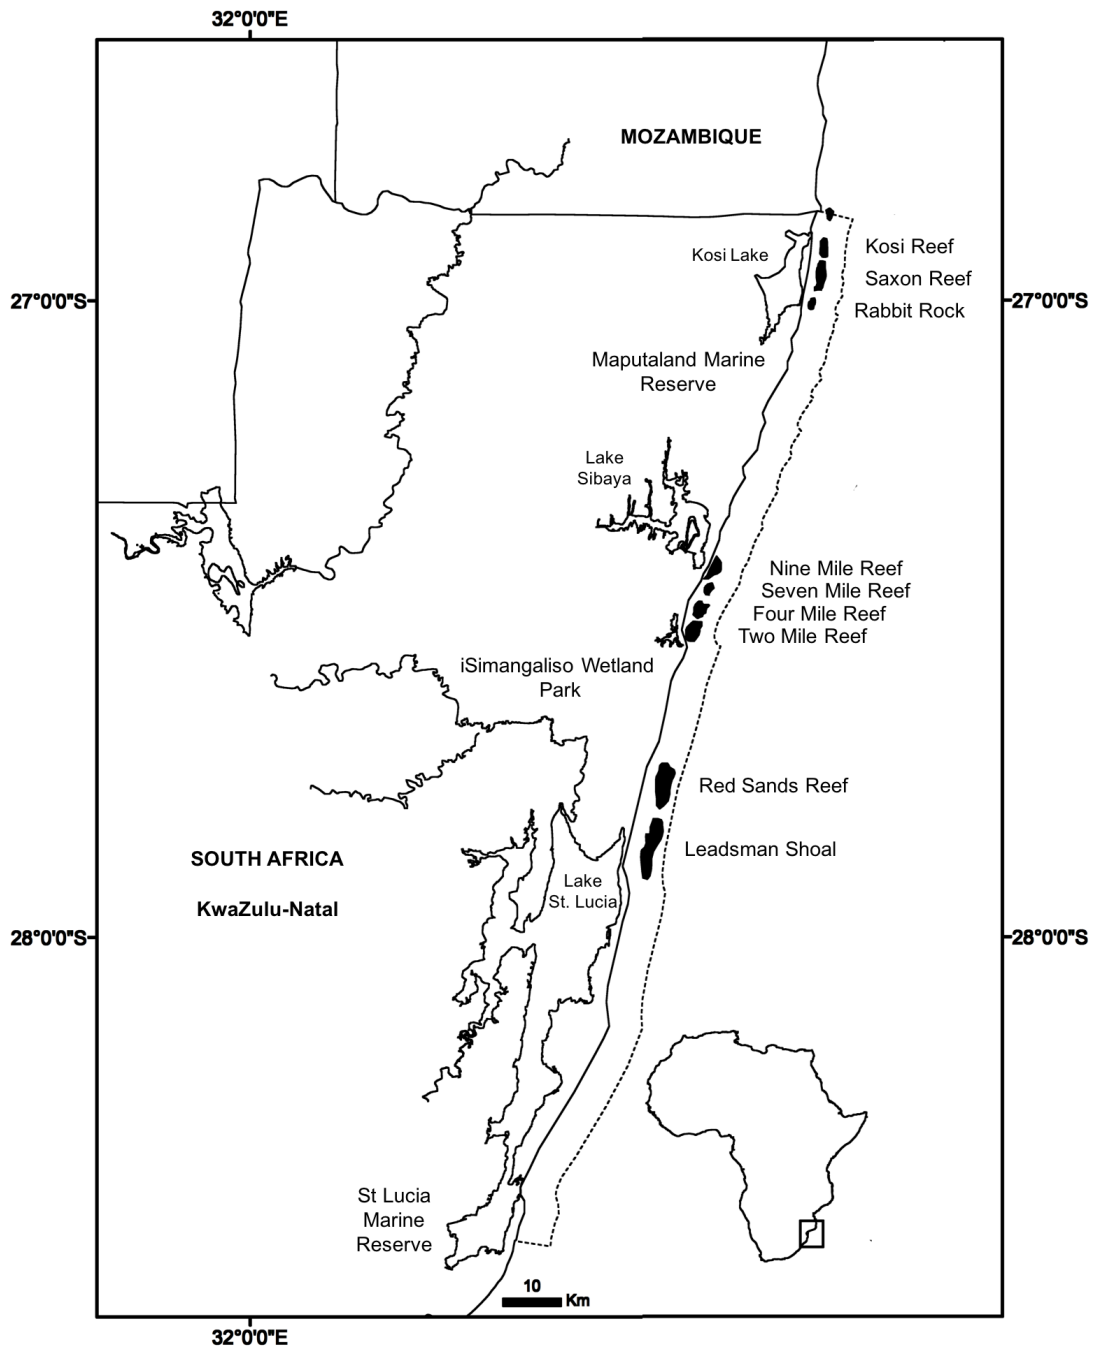 32°0'0"E
MOZAMBIQUE
Kosi Lake
Kosi Reef
Saxon Reef
27°0'0"S
27°0'0"S
Rabbit Rock
Maputaland Marine
Reserve
Lake
Sibaya
Nine Mile Reef
Seven Mile Reef
Four Mile Reef
Two Mile Reef
iSimangaliso Wetland
Park
Red Sands Reef
Leadsman Shoal
SOUTH AFRICA
KwaZulu-Natal
Lake
St. Lucia
28°0'0"S
28°0'0"S
St Lucia
Marine
Reserve
10
Km
32°0'0"E